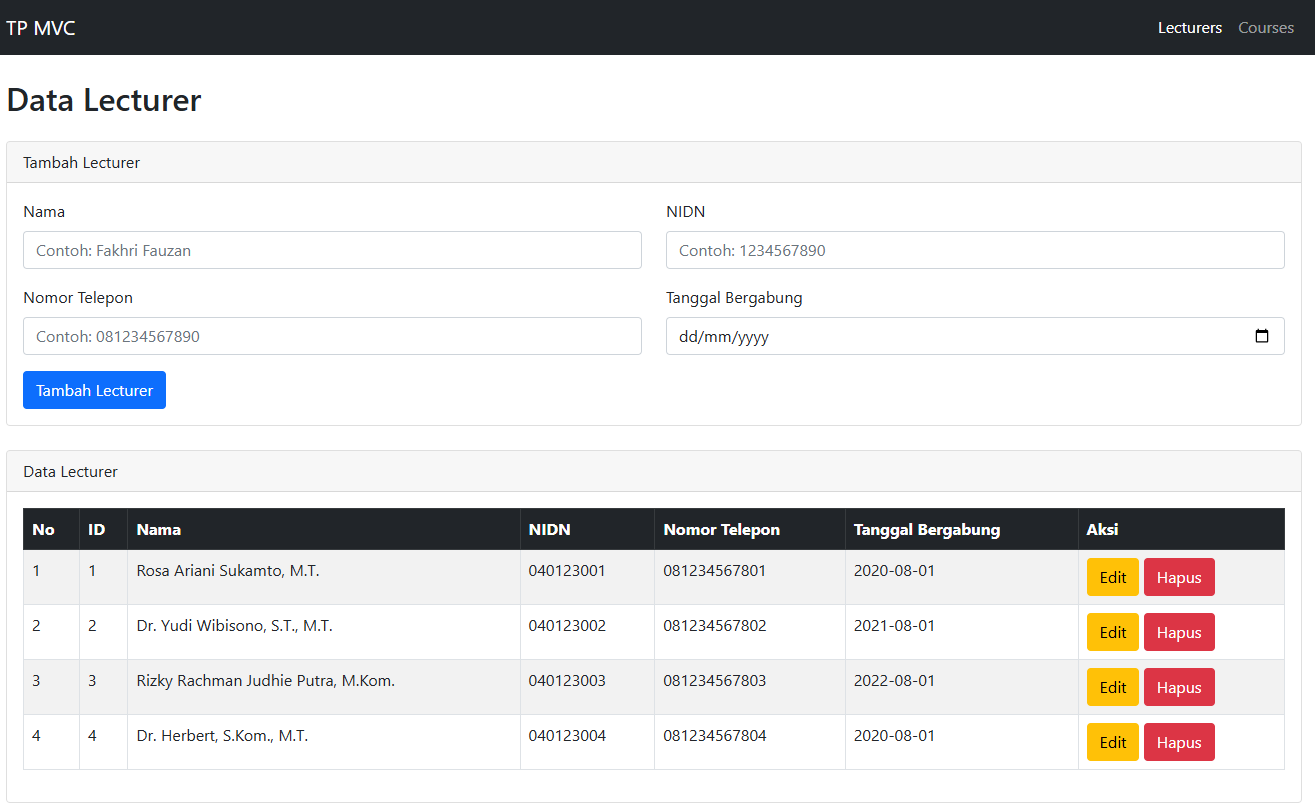 TP MVC Lecturers Courses
Data Lecturer
Tambah Lecturer
Nama NIDN
Contoh: Fakhri Fauzan Contoh: 1234567890
Nomor Telepon Tanggal Bergabung
Contoh: 081234567890 dd/mm/yyyy
Tambah Lecturer
Data Lecturer
No ID Nama NIDN Nomor Telepon Tanggal Bergabung Aksi
1 1 Rosa Ariani Sukamto, M.T. 040123001 081234567801 2020-08-01 Edit Hapus
2 2 Dr. Yudi Wibisono, S.T., M.T. 040123002 081234567802 2021-08-01 Edit Hapus
3 3 Rizky Rachman Judhie Putra, M.Kom. 040123003 081234567803 2022-08-01 Edit Hapus
4 4 Dr. Herbert, S.Kom., M.T. 040123004 081234567804 2020-08-01 Edit Hapus